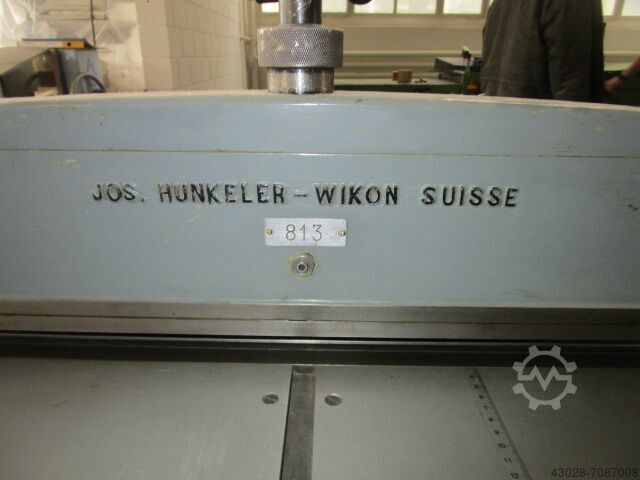 JOS. HUNKELER – WIKON SUISSE
813
43028-7087008